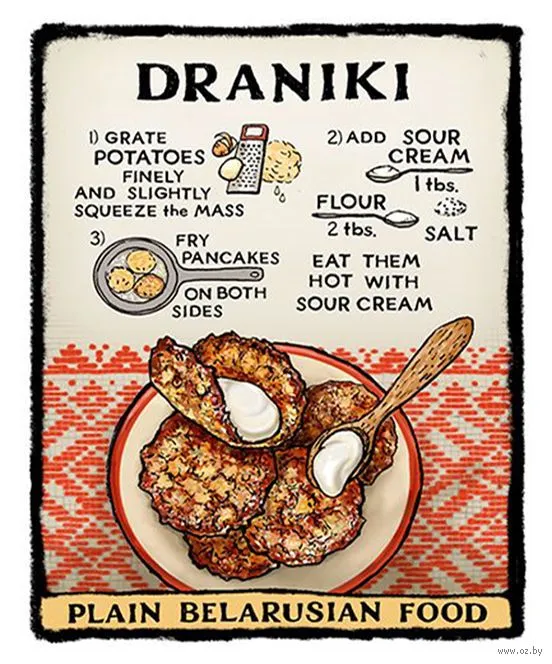 DRANIKI
1) GRATE
POTATOES
FINELY
AND SLIGHTLY
SQUEEZE the MASS
2) ADD SOUR
CREAM
1 tbs.
FLOUR
2 tbs.
SALT
3) FRY
PANCAKES
ON BOTH
SIDES
EAT THEM
HOT WITH
SOUR CREAM
PLAIN BELARUSIAN FOOD
www.oz.by